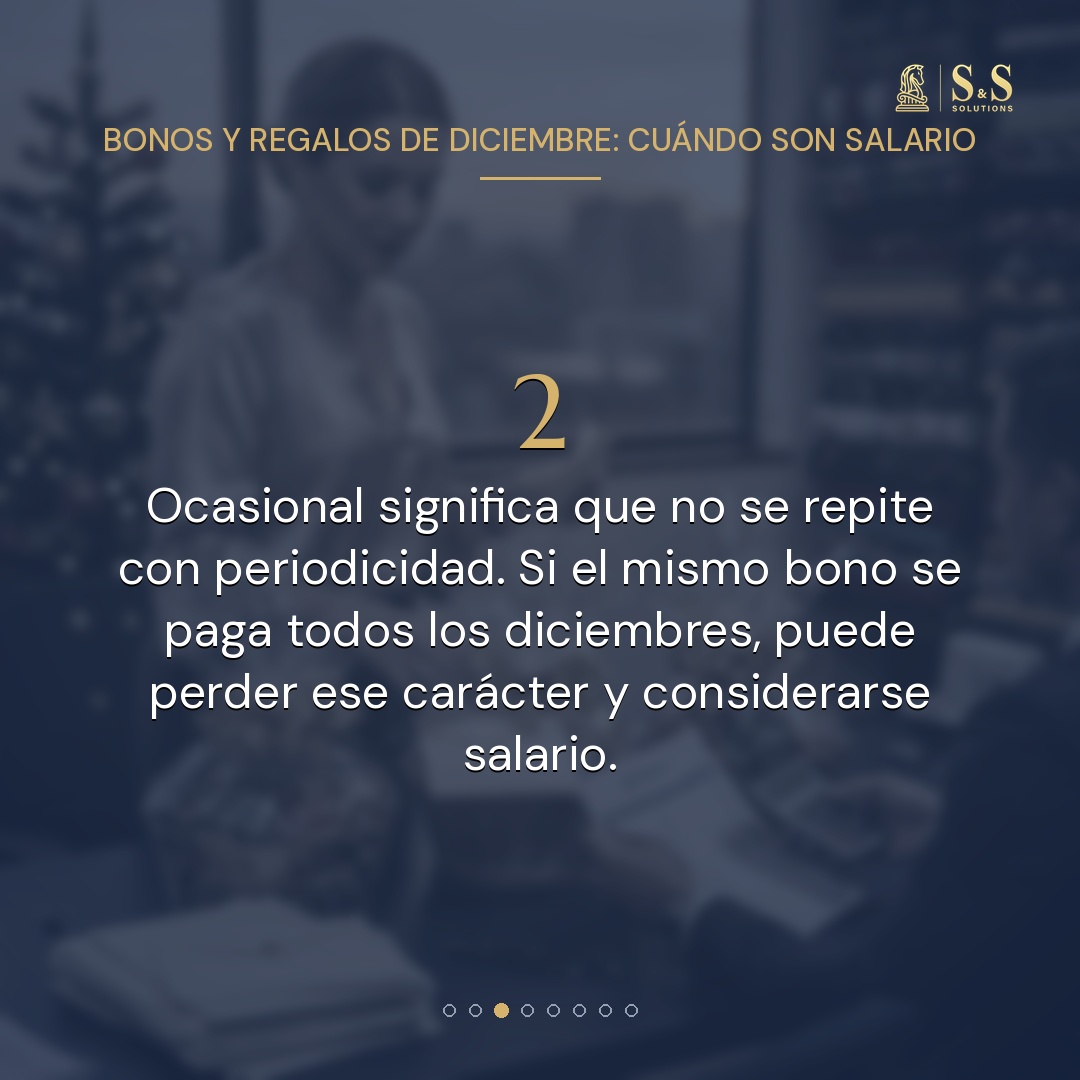 S&S
SOLUTIONS
BONOS Y REGALOS DE DICIEMBRE: CUÁNDO SON SALARIO
2
Ocasional significa que no se repite
con periodicidad. Si el mismo bono se
paga todos los diciembres, puede
perder ese carácter y considerarse
salario.